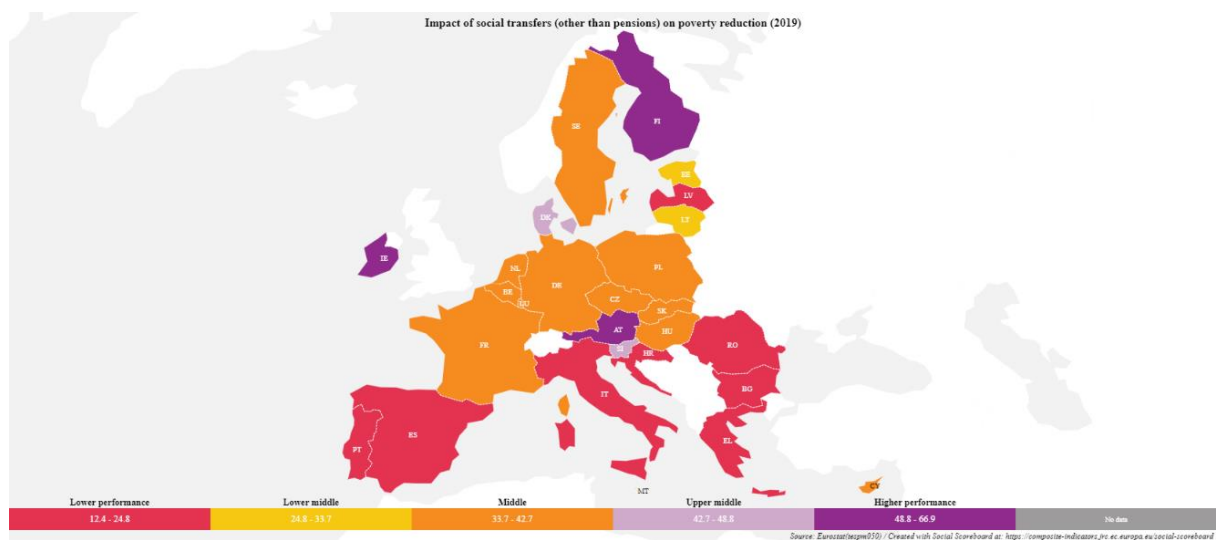 Impact of social transfers (other than pensions) on poverty reduction (2019)
FI
SE
EE
LV
DK
LT
IE
NL
PL
DE
BE
CZ
LU
SK
AT
HU
FR
SI
HR
RO
BG
IT
ES
EL
PT
CY
MT
Lower performance
Lower middle
Middle
Upper middle
Higher performance
12.4 - 24.8
24.8 - 33.7
33.7 - 42.7
42.7 - 48.8
48.8 - 66.9
No data
Source: Eurostat(tespm050) / Created with Social Scoreboard at: https://composite-indicators.jrc.ec.europa.eu/social-scoreboard